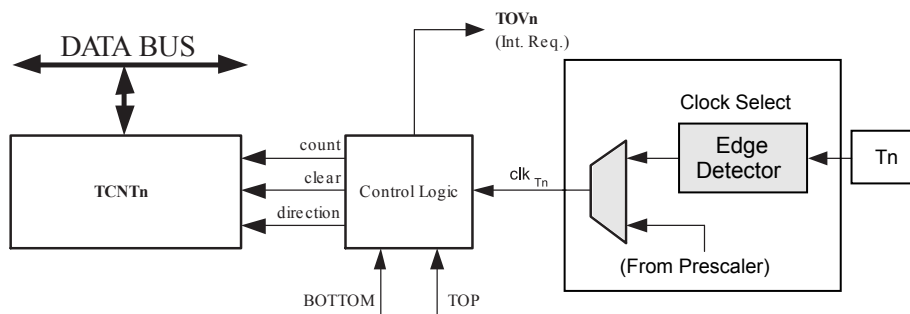 TOVn
(Int. Req.)
DATA BUS
Clock Select
Edge
Detector
Tn
TCNTn
count
clear
direction
Control Logic
clk Tn
(From Prescaler)
BOTTOM
TOP